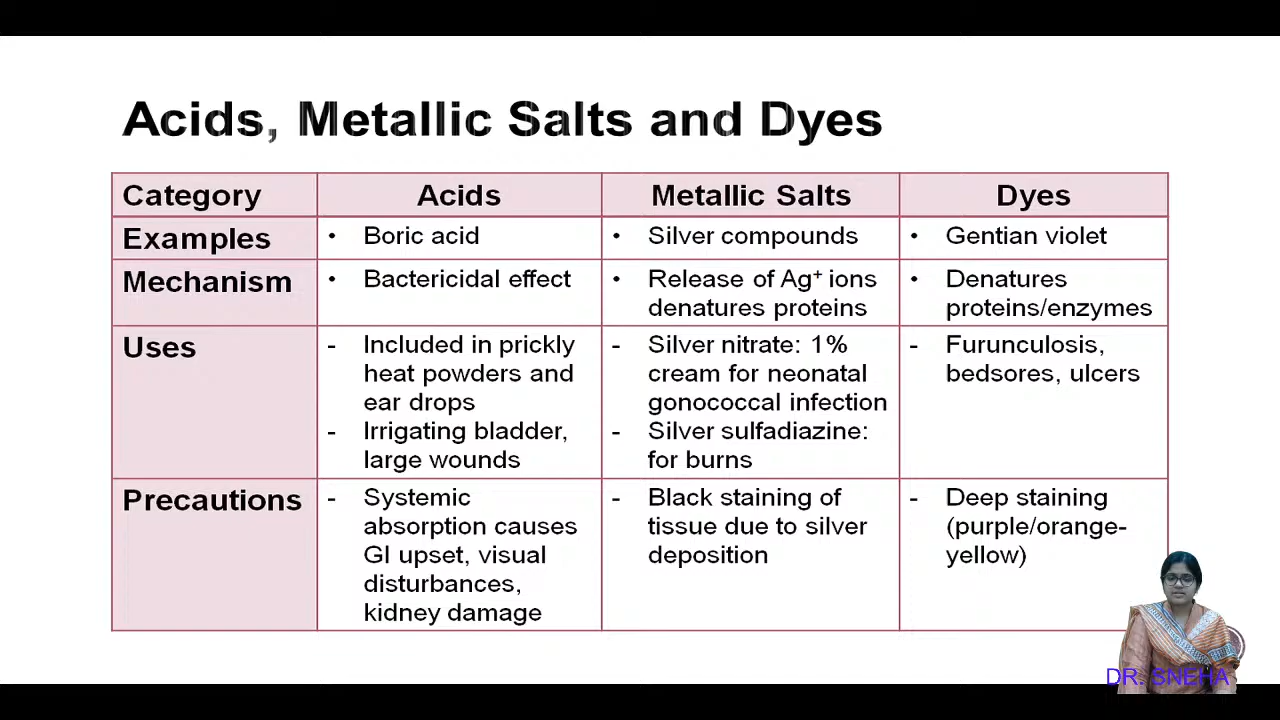 Acids, Metallic Salts and Dyes
Category Acids Metallic Salts Dyes
Examples • Boric acid • Silver compounds • Gentian violet
Mechanism • Bactericidal effect • Release of Ag⁺ ions denatures proteins • Denatures proteins/enzymes
Uses
- Included in prickly
heat powders and
ear drops
- Irrigating bladder,
large wounds
- Silver nitrate: 1%
cream for neonatal
gonococcal infection
- Silver sulfadiazine:
for burns
- Furunculosis,
bedsores, ulcers
Precautions
- Systemic
absorption causes
GI upset, visual
disturbances,
kidney damage
- Black staining of
tissue due to silver
deposition
- Deep staining
(purple/orange-
yellow)
DR. SNEHA